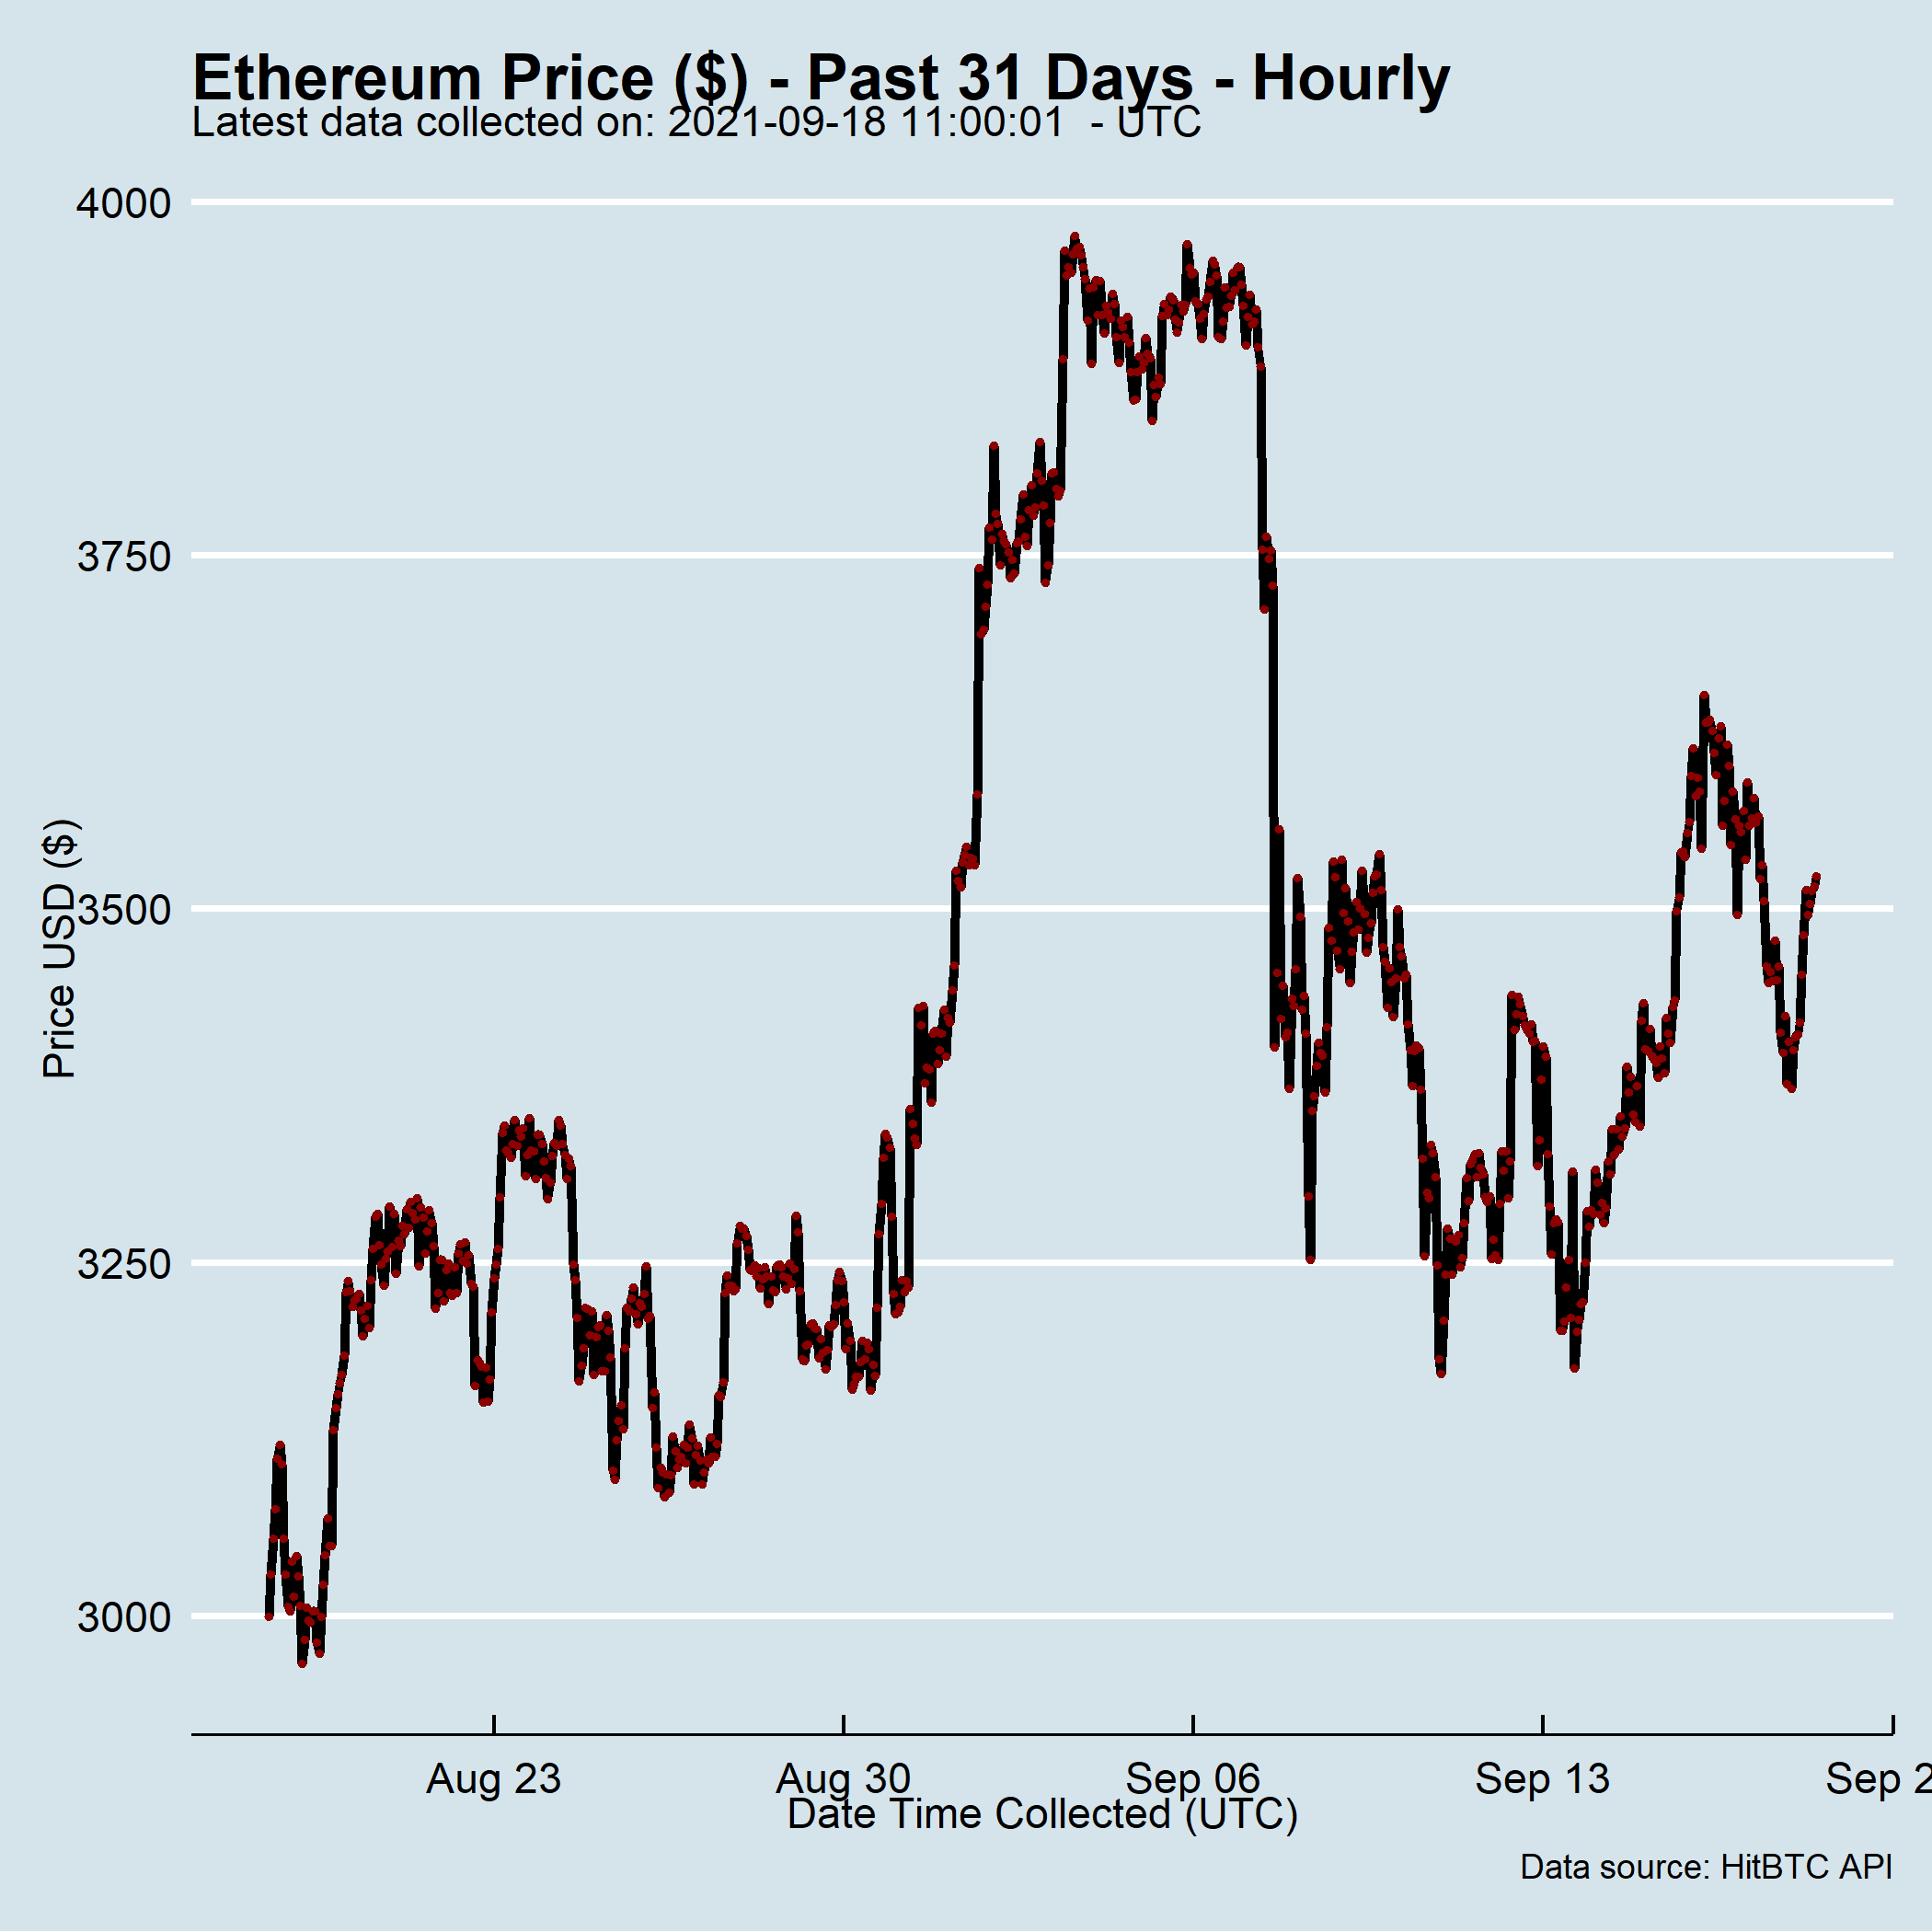 Ethereum Price ($) - Past 31 Days - Hourly
Latest data collected on: 2021-09-18 11:00:01  - UTC
4000
3750
3500
3250
3000
Price USD ($)
Aug 23
Aug 30
Sep 06
Sep 13
Sep 2
Date Time Collected (UTC)
Data source: HitBTC API